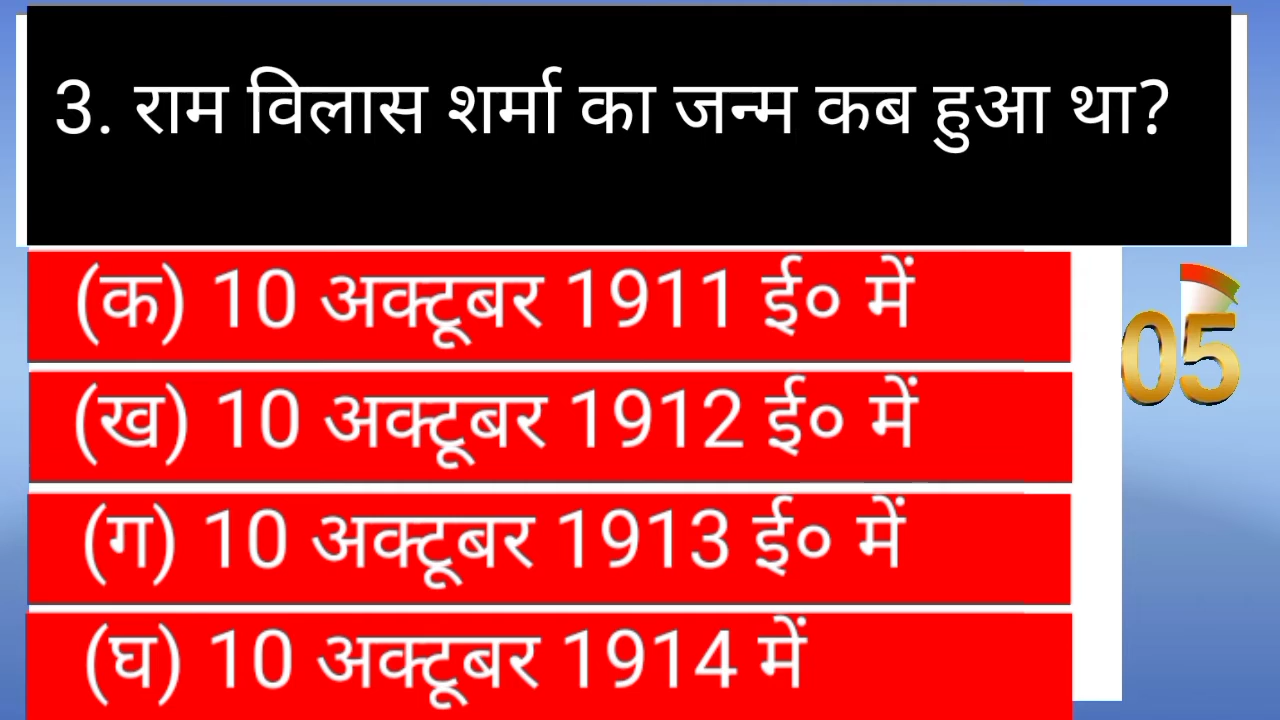 3. राम विलास शर्मा का जन्म कब हुआ था?
(क) 10 अक्टूबर 1911 ई० में
(ख) 10 अक्टूबर 1912 ई० में
05
(ग) 10 अक्टूबर 1913 ई० में
(घ) 10 अक्टूबर 1914 में